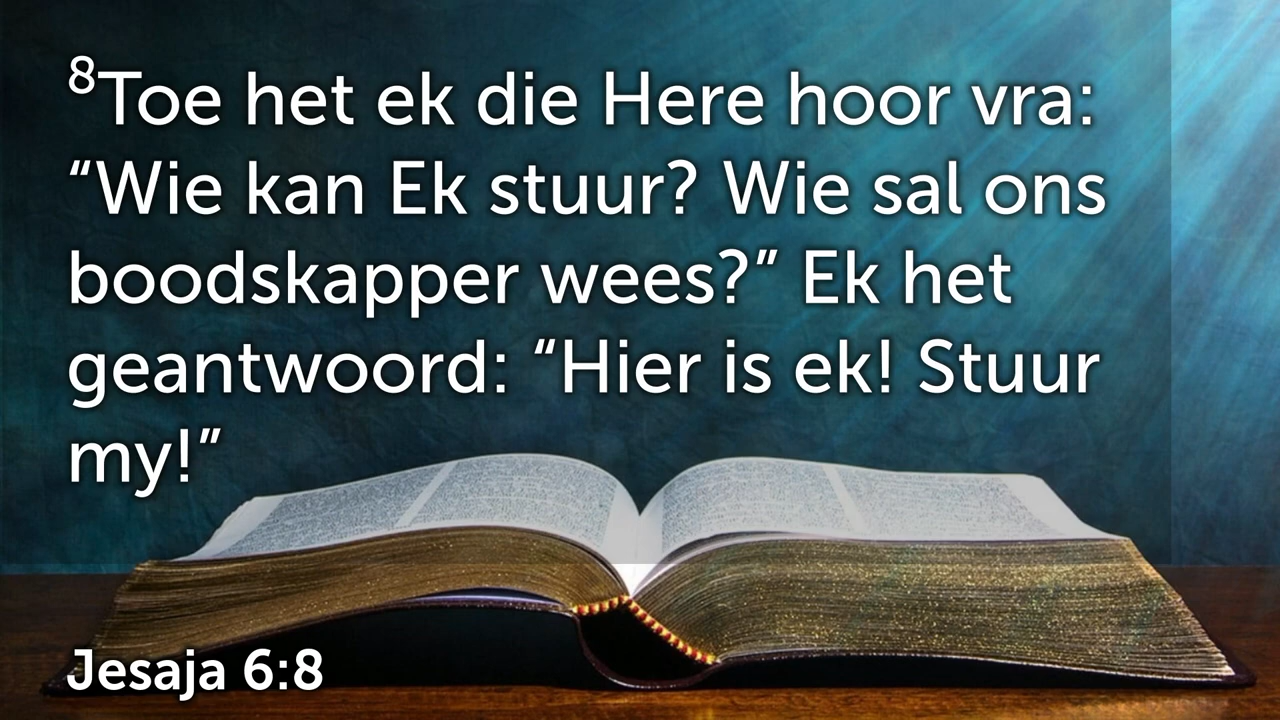 ⁸Toe het ek die Here hoor vra:
“Wie kan Ek stuur? Wie sal ons
boodskapper wees?” Ek het
geantwoord: “Hier is ek! Stuur
my!”
Jesaja 6:8